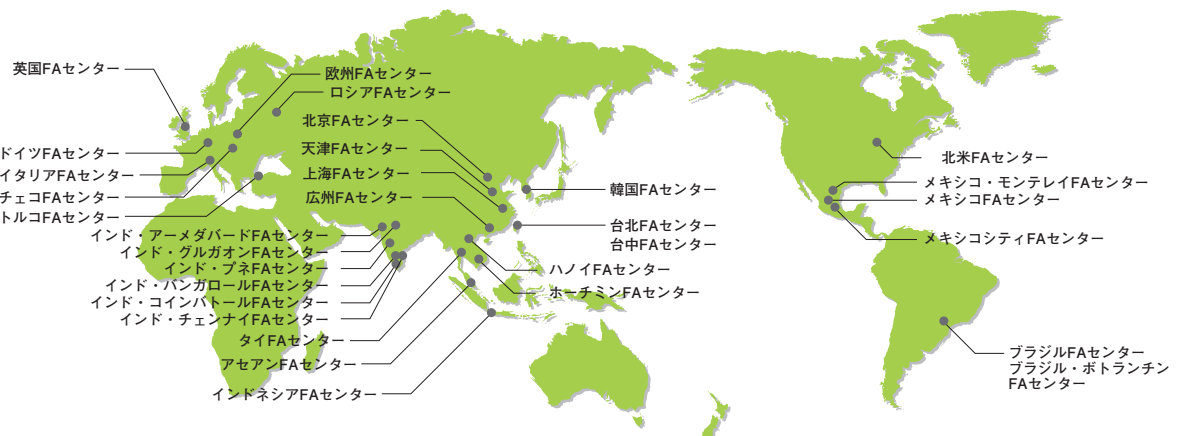 英国FAセンター
欧州FAセンター
ロシアFAセンター
ドイツFAセンター
イタリアFAセンター
チェコFAセンター
トルコFAセンター
北京FAセンター
天津FAセンター
上海FAセンター
広州FAセンター
韓国FAセンター
台北FAセンター
台中FAセンター
ハノイFAセンター
ホーチミンFAセンター
インド・アーメダバードFAセンター
インド・グルガオンFAセンター
インド・プネFAセンター
インド・バンガロールFAセンター
インド・コインバトールFAセンター
インド・チェンナイFAセンター
タイFAセンター
アセアンFAセンター
インドネシアFAセンター
北米FAセンター
メキシコ・モンテレイFAセンター
メキシコFAセンター
メキシコシティFAセンター
ブラジルFAセンター
ブラジル・ボトランチン
FAセンター